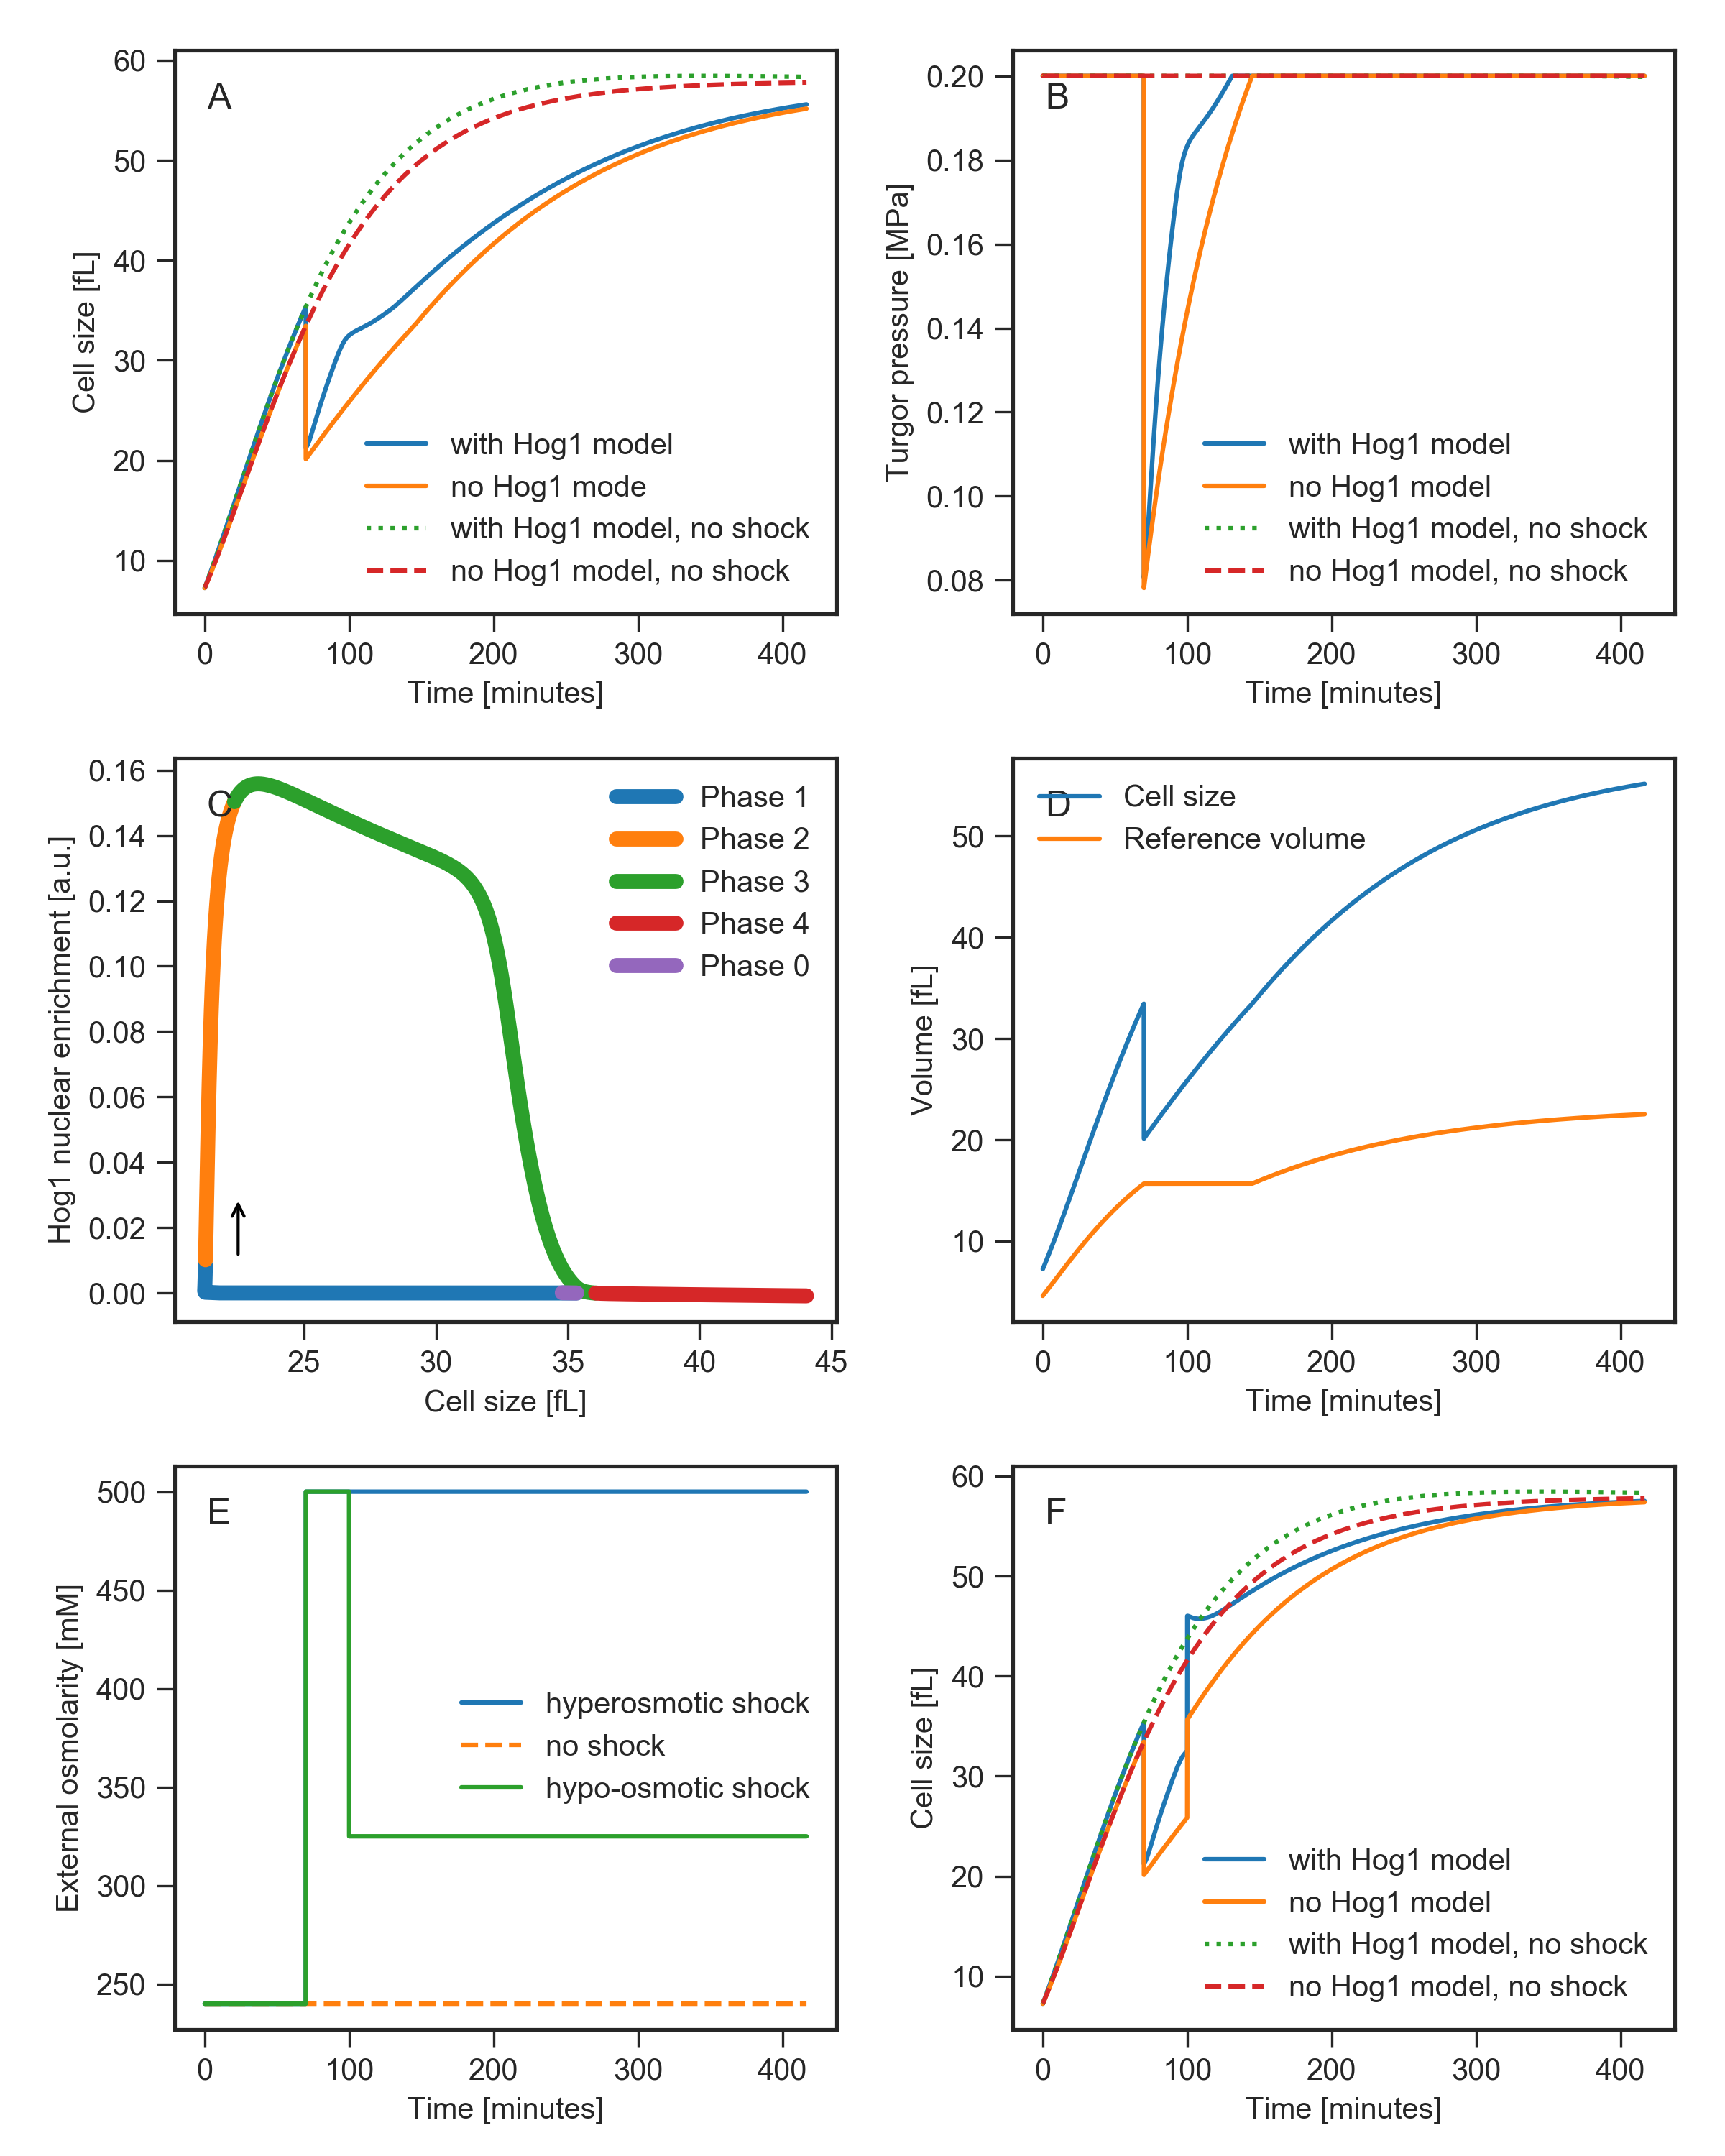 A
60
50
40
30
20
10
Cell size [fL]
with Hog1 model
no Hog1 mode
with Hog1 model, no shock
no Hog1 model, no shock
0 100 200 300 400
Time [minutes]
B
0.20
0.18
0.16
0.14
0.12
0.10
0.08
Turgor pressure [MPa]
with Hog1 model
no Hog1 model
with Hog1 model, no shock
no Hog1 model, no shock
0 100 200 300 400
Time [minutes]
C
0.16
0.14
0.12
0.10
0.08
0.06
0.04
0.02
0.00
Hog1 nuclear enrichment [a.u.]
Phase 1
Phase 2
Phase 3
Phase 4
Phase 0
25 30 35 40 45
Cell size [fL]
D
50
40
30
20
10
Volume [fL]
Cell size
Reference volume
0 100 200 300 400
Time [minutes]
E
500
450
400
350
300
250
External osmolarity [mM]
hyperosmotic shock
no shock
hypo-osmotic shock
0 100 200 300 400
Time [minutes]
F
60
50
40
30
20
10
Cell size [fL]
with Hog1 model
no Hog1 model
with Hog1 model, no shock
no Hog1 model, no shock
0 100 200 300 400
Time [minutes]